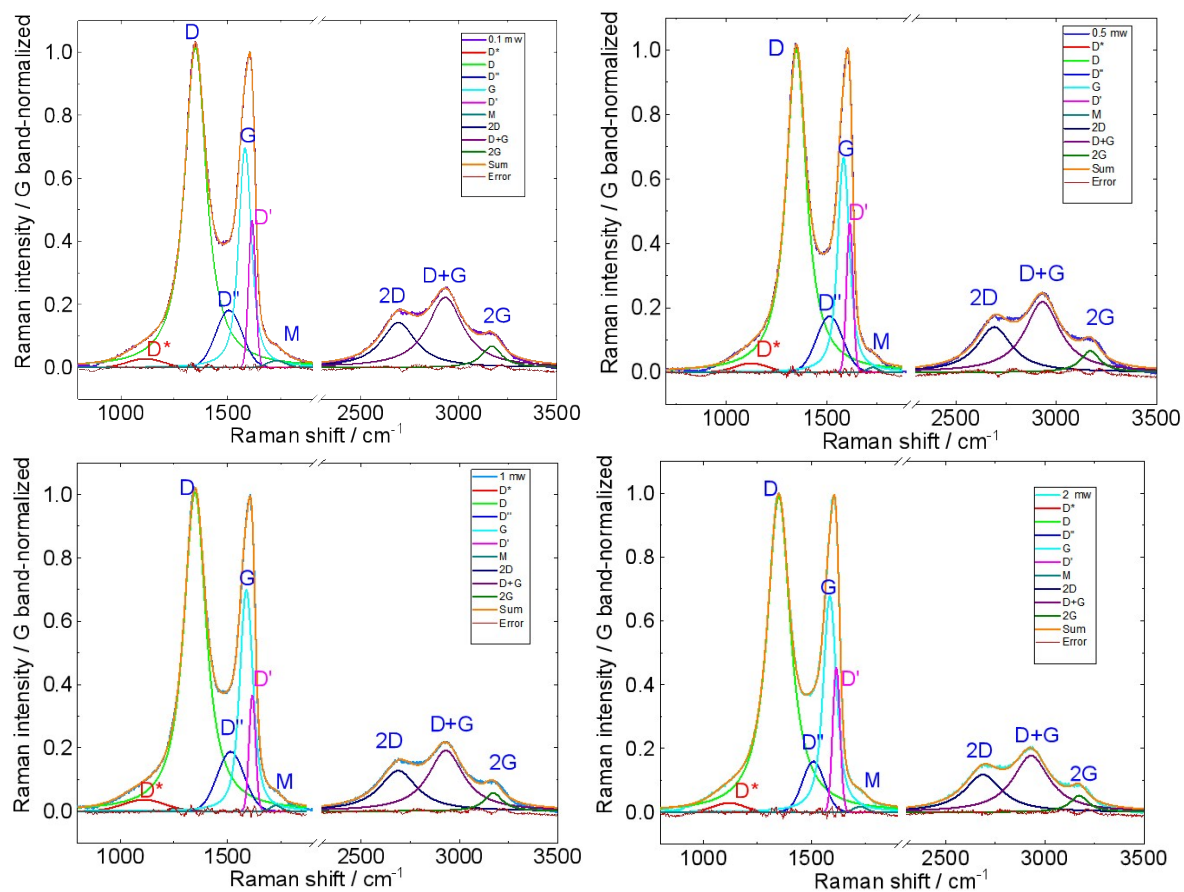 Raman intensity / G band-normalized
1.0
0.8
0.6
0.4
0.2
0.0
D
G
D'
D"
D*
M
2D
D+G
2G
0.1 mw
D*
D
D"
G
D'
M
2D
D+G
2G
Sum
Error
1000 1500 2500 3000 3500
Raman shift / cm-1
Raman intensity / G band-normalized
1.0
0.8
0.6
0.4
0.2
0.0
D
G
D'
D"
D*
M
2D
D+G
2G
0.5 mw
D*
D
D"
G
D'
M
2D
D+G
2G
Sum
Error
1000 1500 2500 3000 3500
Raman shift / cm-1
Raman intensity / G band-normalized
1.0
0.8
0.6
0.4
0.2
0.0
D
G
D'
D"
D*
M
2D
D+G
2G
1 mw
D*
D
D"
G
D'
M
2D
D+G
2G
Sum
Error
1000 1500 2500 3000 3500
Raman shift / cm-1
Raman intensity / G band-normalized
1.0
0.8
0.6
0.4
0.2
0.0
D
G
D'
D"
D*
M
2D
D+G
2G
2 mw
D*
D
D"
G
D'
M
2D
D+G
2G
Sum
Error
1000 1500 2500 3000 3500
Raman shift / cm-1